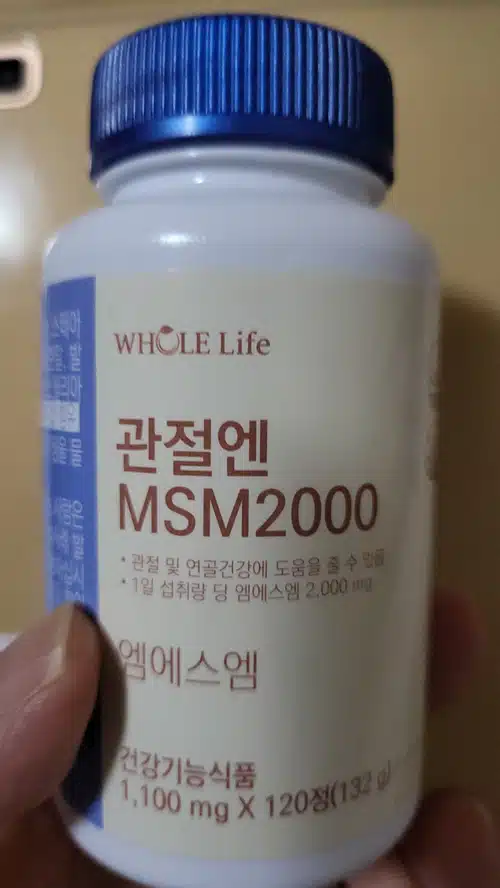 WHOLE Life
관절엔
MSM2000
* 관절 및 연골건강에 도움을 줄 수 있음
* 1일 섭취량 당 엠에스엠 2,000 mg
엠에스엠
건강기능식품
1,100 mg X 120정(132 g)